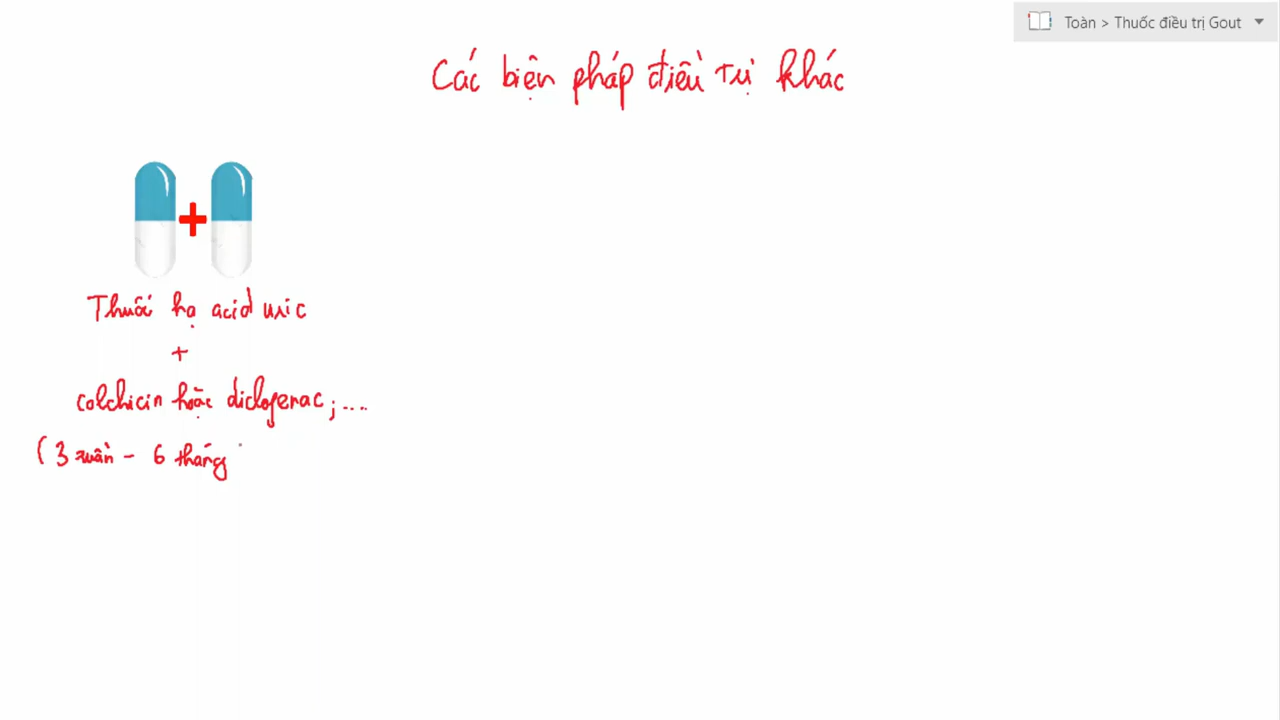 Toàn > Thuốc điều trị Gout
Các biện pháp điều trị khác
Thuốc hạ acid uric
+
colchicin hoặc diclofenac;....
(3 tuần - 6 tháng